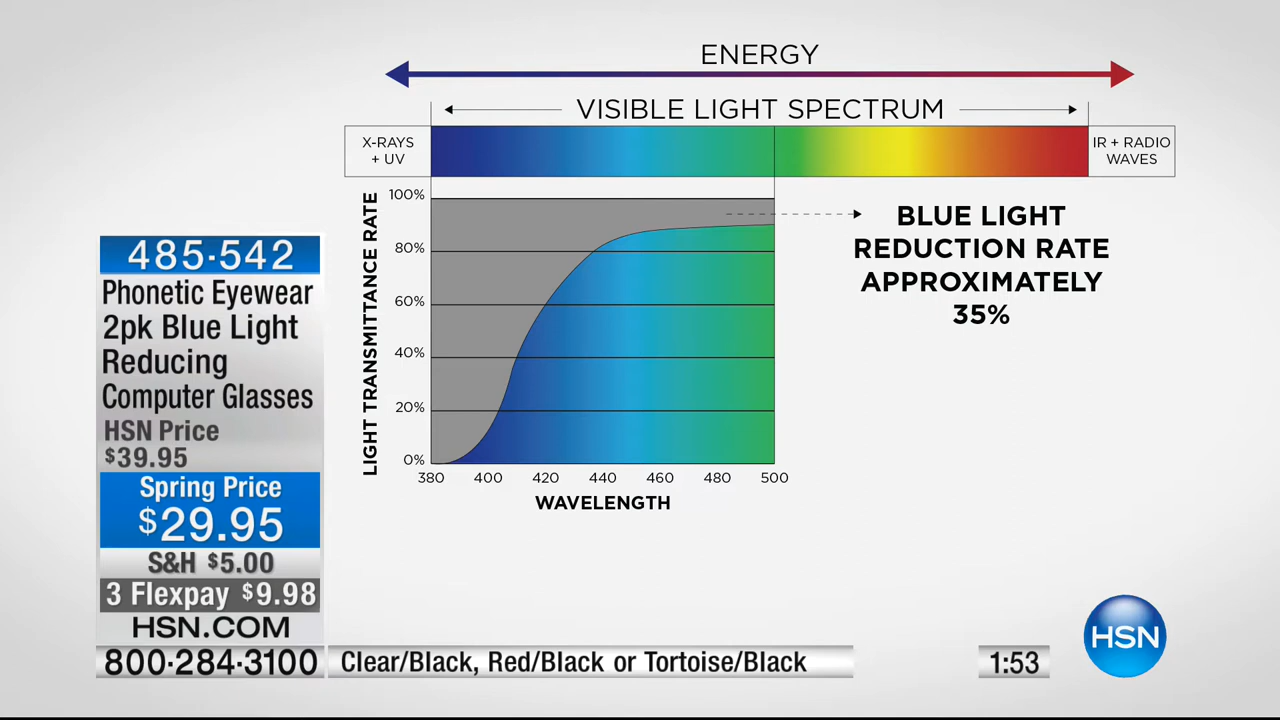 ENERGY
VISIBLE LIGHT SPECTRUM
X-RAYS
+ UV
IR + RADIO
WAVES
LIGHT TRANSMITTANCE RATE
100%
80%
60%
40%
20%
0%
380 400 420 440 460 480 500
WAVELENGTH
BLUE LIGHT
REDUCTION RATE
APPROXIMATELY
35%
485-542
Phonetic Eyewear
2pk Blue Light
Reducing
Computer Glasses
HSN Price
$39.95
Spring Price
$29.95
S&H $5.00
3 Flexpay $9.98
HSN.COM
800-284-3100
Clear/Black, Red/Black or Tortoise/Black
1:53
HSN